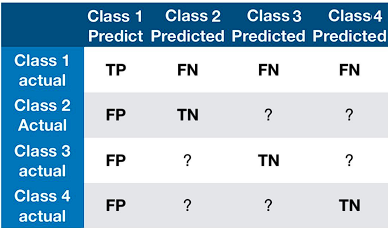 Class 1 Class 2 Class 3 Class 4
Predict Predicted Predicted Predicted
Class 1
actual TP FN FN FN
Class 2
Actual FP TN ? ?
Class 3
actual FP ? TN ?
Class 4
actual FP ? ? TN